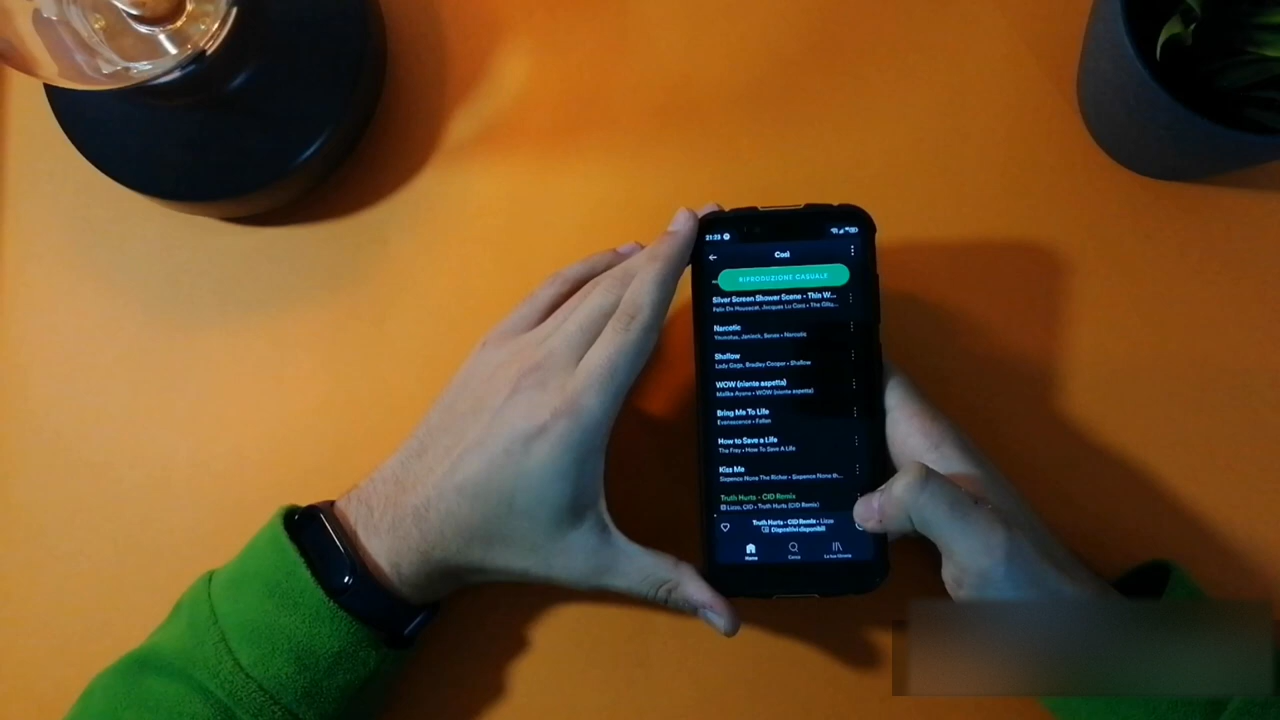 21:23
Così
RIPRODUZIONE CASUALE
Silver Screen Shower Scene - Thin W...
Felix Da Housecat, Jacques Lu Cont • The Glitz...
Narcotic
YouNotUs, Janieck, Senex • Narcotic
Shallow
Lady Gaga, Bradley Cooper • Shallow
WOW (niente aspetta)
Malika Ayane • WOW (niente aspetta)
Bring Me To Life
Evanescence • Fallen
How to Save a Life
The Fray • How To Save A Life
Kiss Me
Sixpence None The Richer • Sixpence None th...
Truth Hurts - CID Remix
Lizzo, CID • Truth Hurts (CID Remix)
Truth Hurts - CID Remix • Lizzo
Dispositivi disponibili
Home
Cerca
La tua libreria